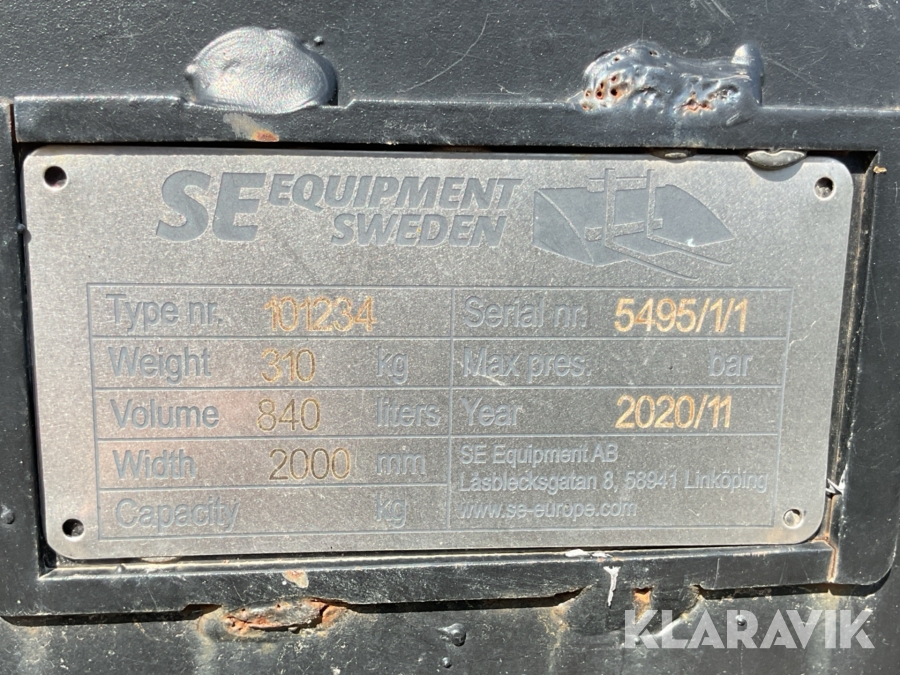 SE EQUIPMENT
SWEDEN
Type nr. 101234
Serial nr. 5495/1/1
Weight 310 kg
Max pres. bar
Volume 840 liters
Year 2020/11
Width 2000 mm
SE Equipment AB
Låsblecksgatan 8, 58941 Linköping
www.se-europe.com
Capacity kg
KLARAVIK